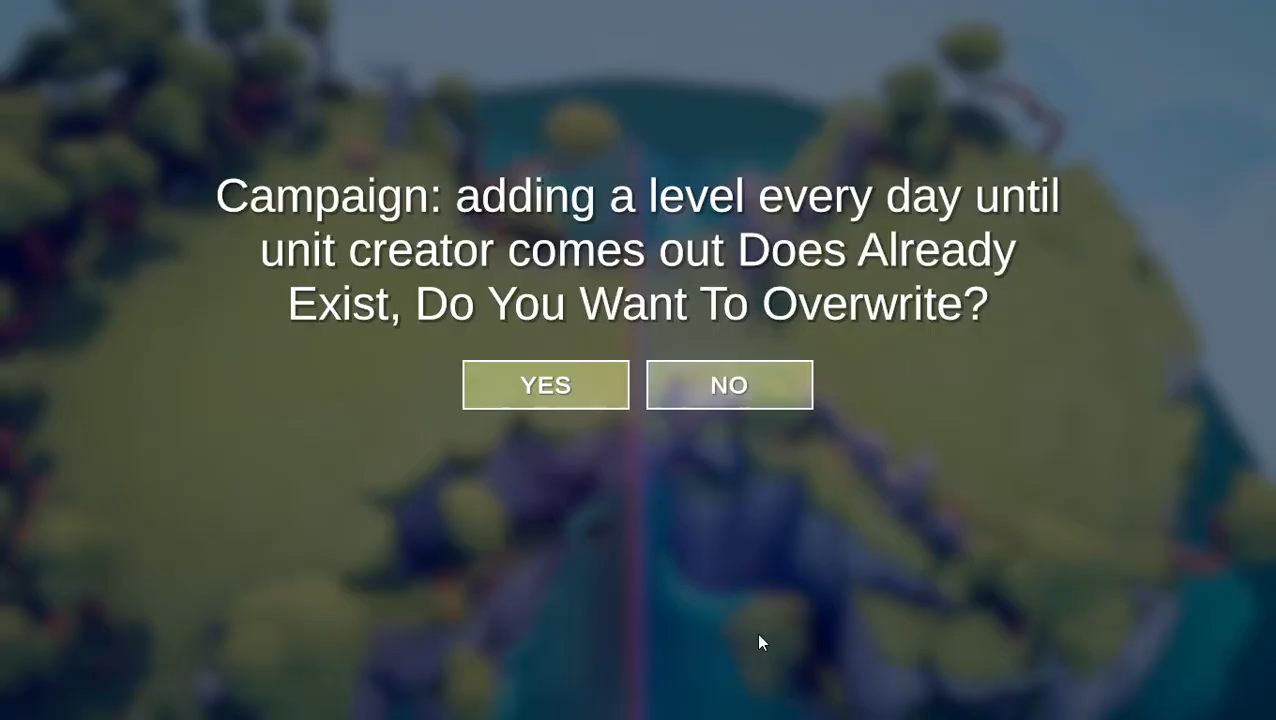 Campaign: adding a level every day until
unit creator comes out Does Already
Exist, Do You Want To Overwrite?
YES NO